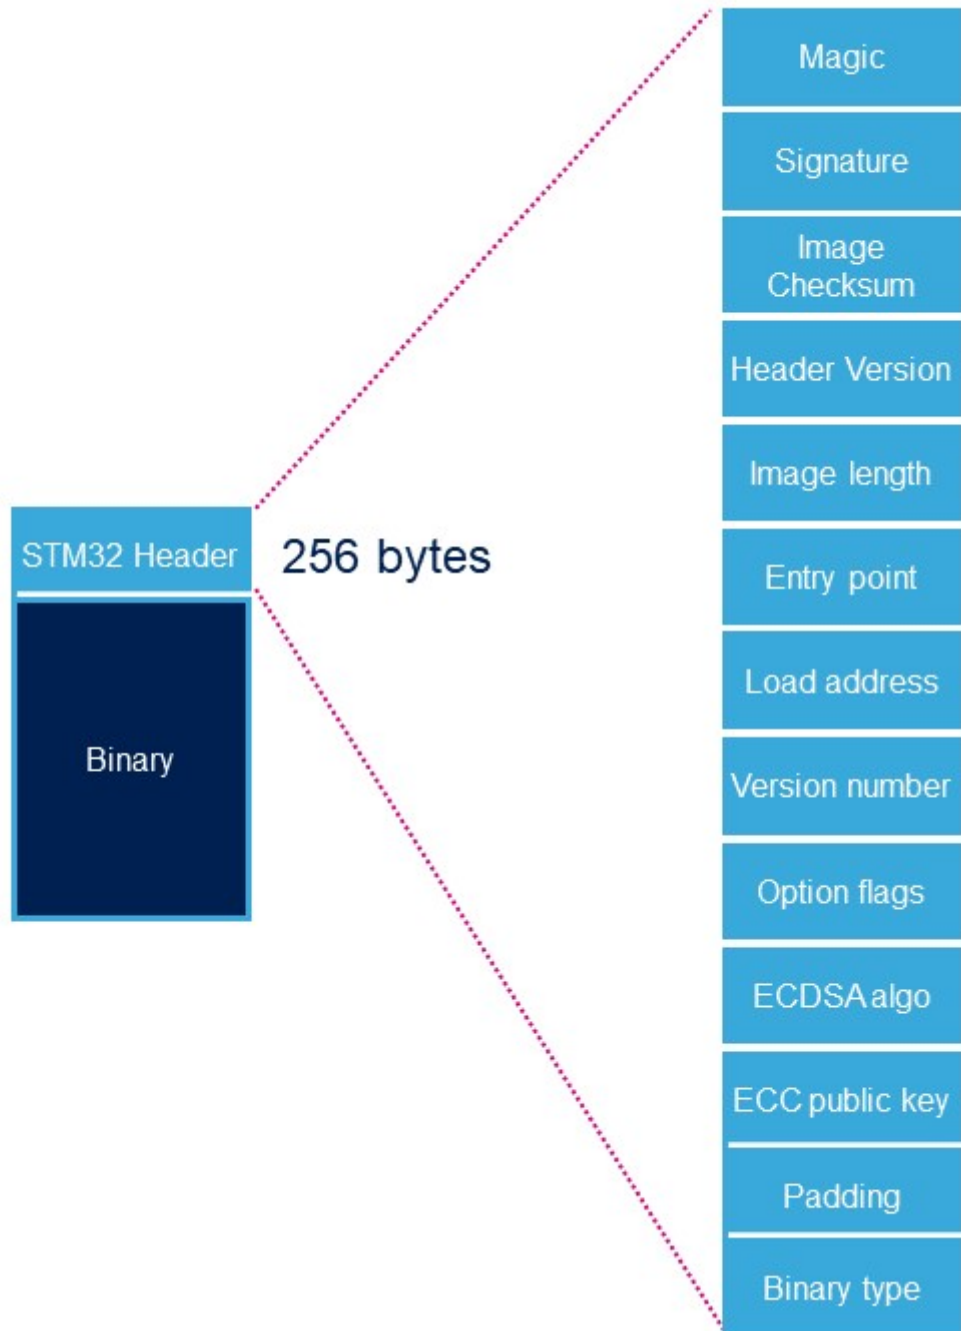 STM32 Header
256 bytes
Binary
Magic
Signature
Image
Checksum
Header Version
Image length
Entry point
Load address
Version number
Option flags
ECDSA algo
ECC public key
Padding
Binary type